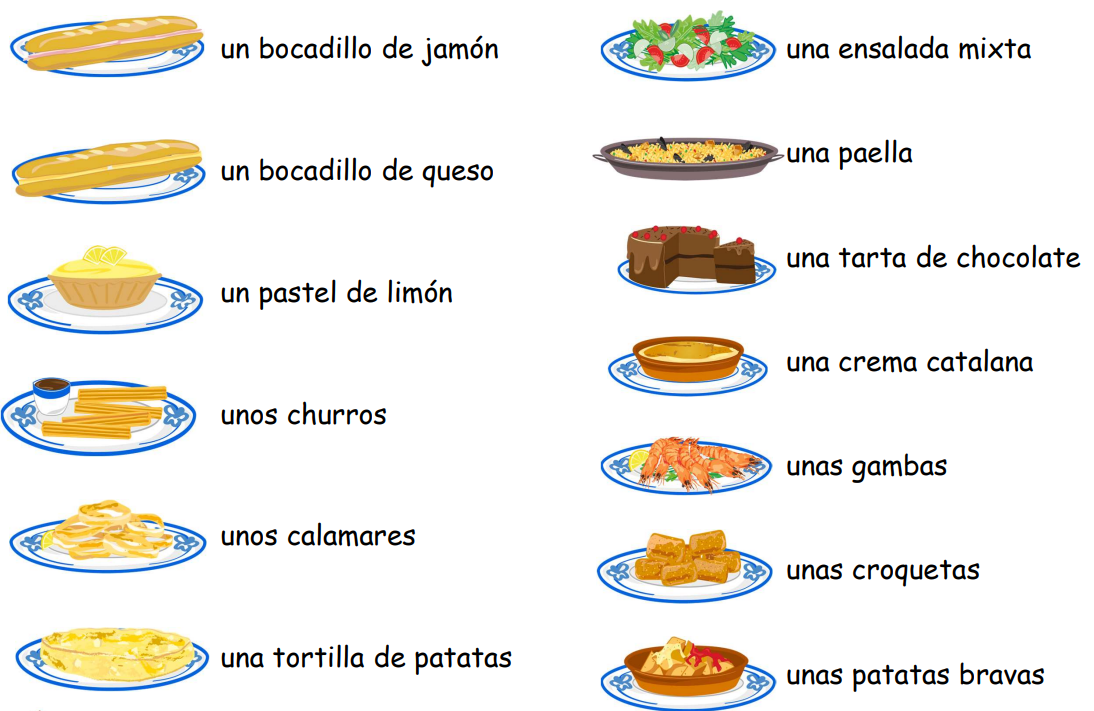 un bocadillo de jamón
un bocadillo de queso
un pastel de limón
unos churros
unos calamares
una tortilla de patatas
una ensalada mixta
una paella
una tarta de chocolate
una crema catalana
unas gambas
unas croquetas
unas patatas bravas